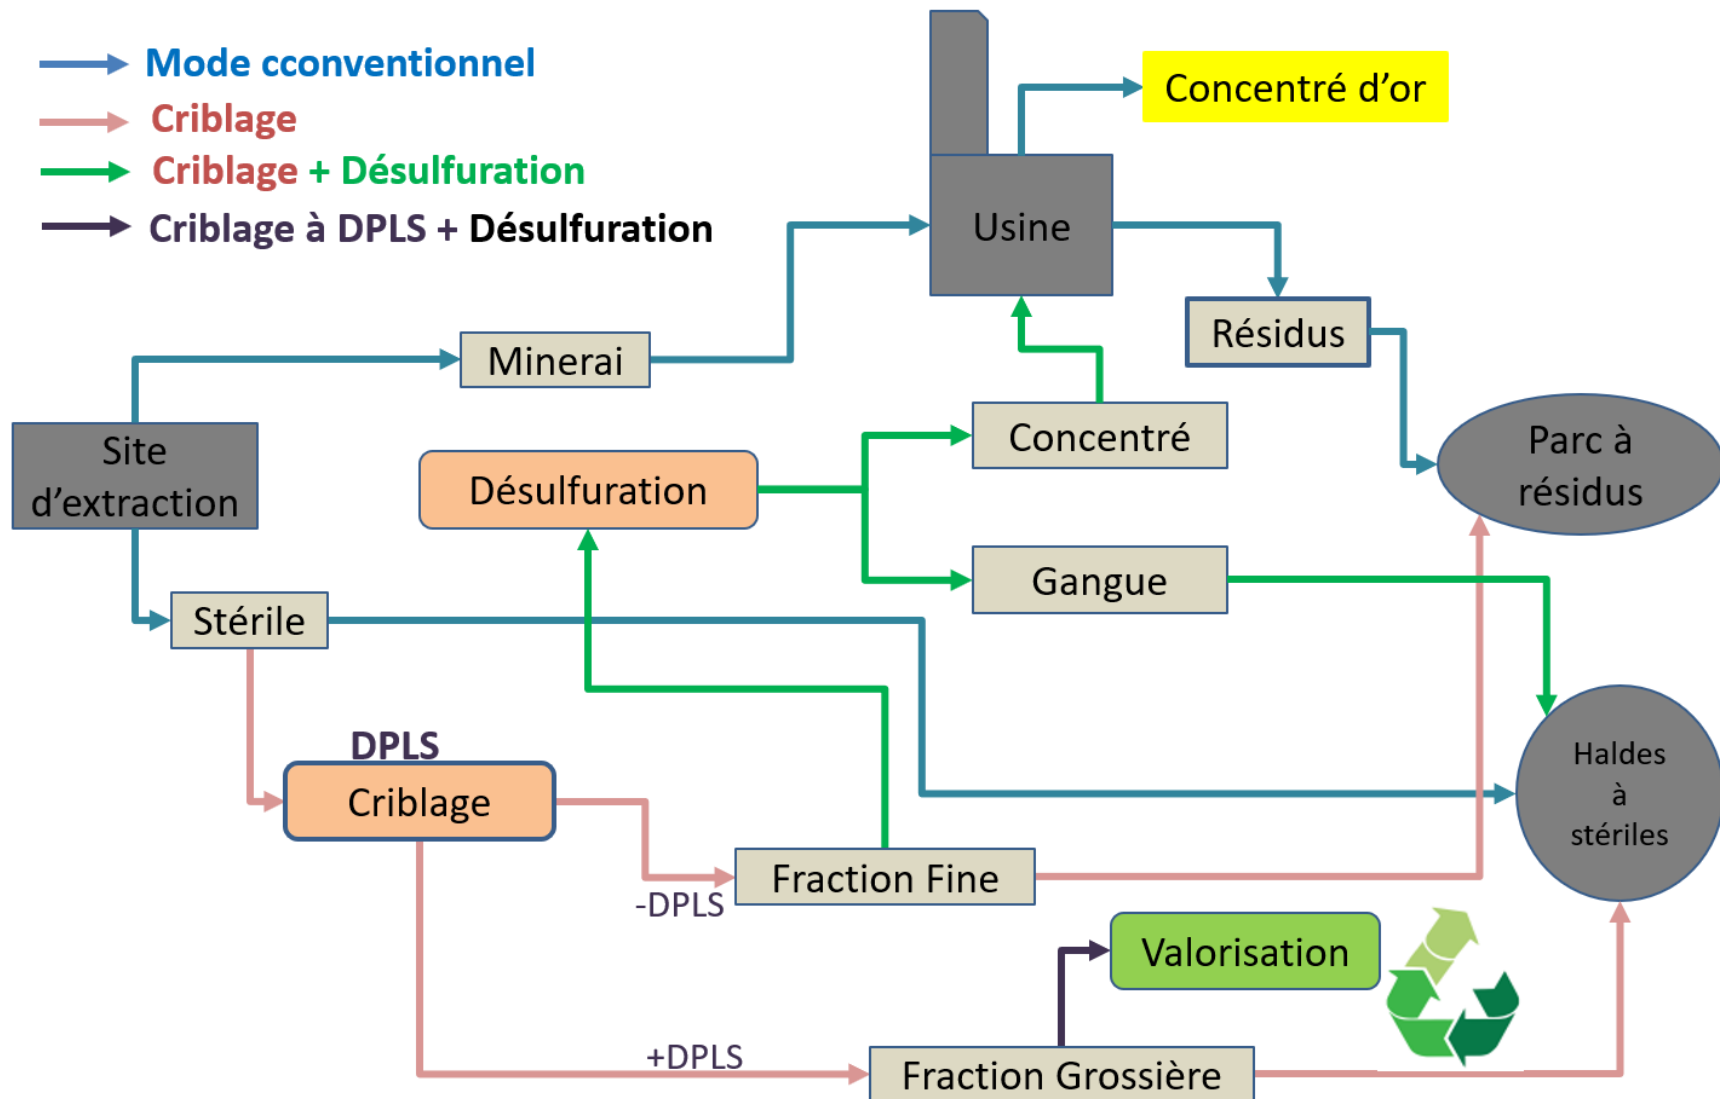 Mode cconventionnel
Criblage
Criblage + Désulfuration
Criblage à DPLS + Désulfuration
Concentré d’or
Usine
Résidus
Minerai
Site
d’extraction
Concentré
Parc à
résidus
Désulfuration
Gangue
Stérile
DPLS
Criblage
Haldes
à
stériles
Fraction Fine
-DPLS
Valorisation
+DPLS
Fraction Grossière